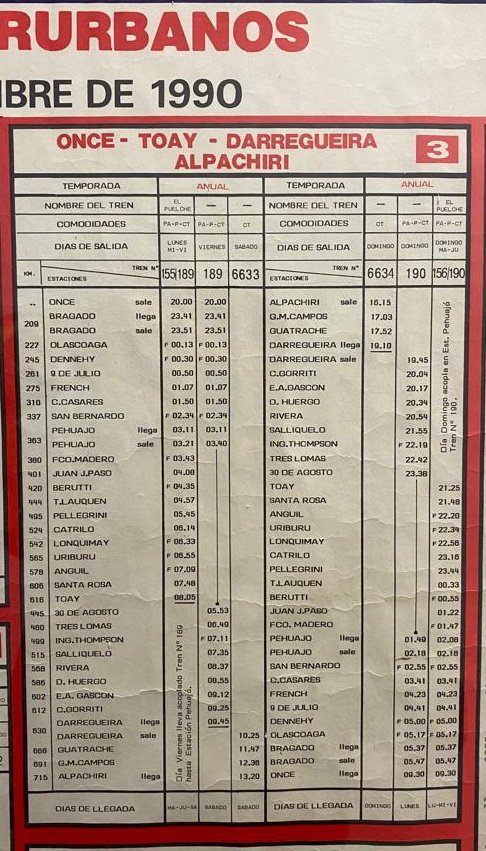 RURBANOS
IBRE DE 1990
ONCE - TOAY - DARREGUEIRA
ALPACHIRI
3
TEMPORADA ANUAL TEMPORADA ANUAL
NOMBRE DEL TREN EL PUELCHE — — NOMBRE DEL TREN — — EL PUELCHE
COMODIDADES PA-P-CT PA-P-CT CT COMODIDADES CT PA-P-CT PA-P-CT
DIAS DE SALIDA LUNES MI-VI VIERNES SABADO DIAS DE SALIDA DOMINGO DOMINGO DOMINGO MA-JU
KM. ESTACIONES TREN Nº 155/189 189 6633 ESTACIONES TREN Nº 6634 190 156/190
.. ONCE sale 20.00 20.00 ALPACHIRI sale 16.15
209 BRAGADO llega 23.41 23.41 G.M.CAMPOS 17.03
BRAGADO sale 23.51 23.51 GUATRACHE 17.52
227 OLASCOAGA F 00.13 F 00.13 DARREGUEIRA llega 19.10
245 DENNEHY F 00.30 F 00.30 DARREGUEIRA sale 19.45
261 9 DE JULIO 00.50 00.50 C.GORRITI 20.04
275 FRENCH 01.07 01.07 E.A.GASCON 20.17
310 C.CASARES 01.50 01.50 D. HUERGO 20.34
337 SAN BERNARDO F 02.34 F 02.34 RIVERA 20.54
363 PEHUAJO llega 03.11 03.11 SALLIQUELO 21.55
PEHUAJO sale 03.21 03.40 ING.THOMPSON F 22.19
380 FCO.MADERO F 03.43 TRES LOMAS 22.42
401 JUAN J.PASO 04.08 30 DE AGOSTO 23.38
420 BERUTTI F 04.35 TOAY 21.25
444 T.LAUQUEN 04.57 SANTA ROSA 21.48
495 PELLEGRINI 05.45 ANGUIL F 22.20
524 CATRILO 06.14 URIBURU F 22.34
542 LONQUIMAY F 06.33 LONQUIMAY F 22.56
565 URIBURU F 06.55 CATRILO 23.16
578 ANGUIL F 07.09 PELLEGRINI 23.44
606 SANTA ROSA 07.48 T.LAUQUEN 00.33
616 TOAY 08.05 BERUTTI F 00.55
445 30 DE AGOSTO 05.53 JUAN J.PASO 01.22
480 TRES LOMAS 06.49 FCO. MADERO F 01.47
499 ING.THOMPSON F 07.11 PEHUAJO llega 01.49 02.08
515 SALLIQUELO 07.35 PEHUAJO sale 02.18 02.18
568 RIVERA 08.37 SAN BERNARDO F 02.55 F 02.55
586 D. HUERGO 08.55 C.CASARES 03.41 03.41
602 E.A. GASCON 09.12 FRENCH 04.23 04.23
612 C.GORRITI 09.25 9 DE JULIO 04.41 04.41
630 DARREGUEIRA llega 09.45 DENNEHY F 05.00 F 05.00
DARREGUEIRA sale 10.25 OLASCOAGA F 05.17 F 05.17
666 GUATRACHE 11.47 BRAGADO llega 05.37 05.37
691 G.M.CAMPOS 12.36 BRAGADO sale 05.47 05.47
715 ALPACHIRI llega 13.20 ONCE llega 09.30 09.30
Día Viernes lleva acoplado Tren Nº 189
hasta Estación Pehuajó.
Día Domingo acopla en Est. Pehuajó
Tren Nº 190.
DIAS DE LLEGADA MA-JU-SA SABADO SABADO DIAS DE LLEGADA DOMINGO LUNES LU-MI-VI